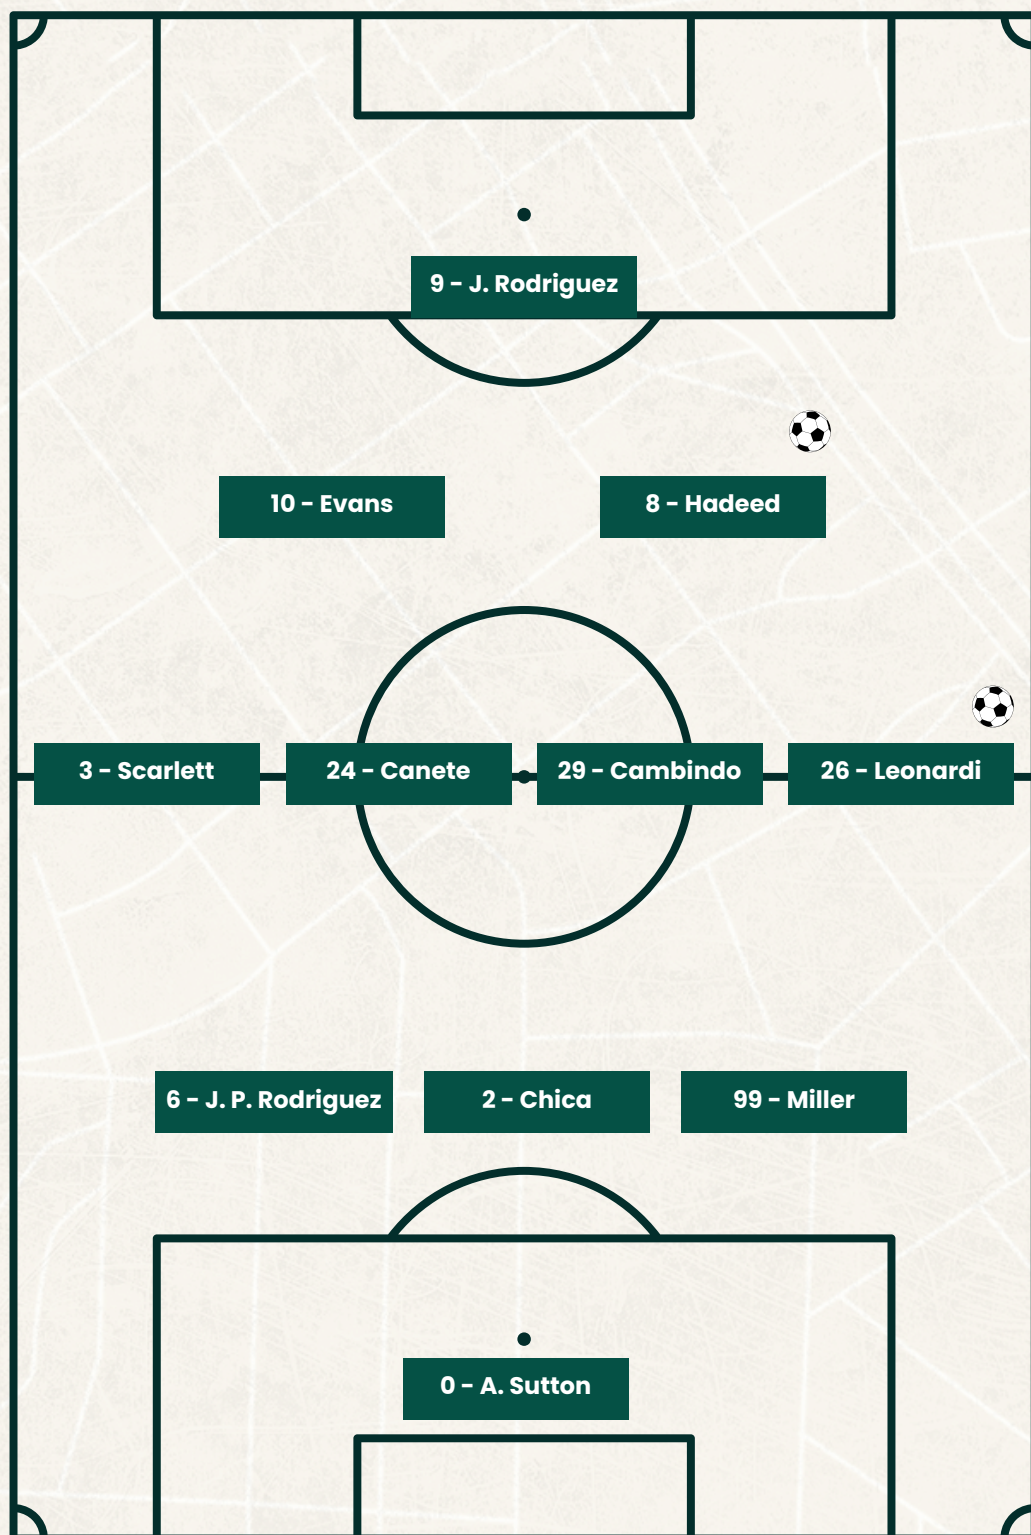 9 – J. Rodriguez
10 – Evans
8 – Hadeed
3 – Scarlett
24 – Canete
29 – Cambindo
26 – Leonardi
6 – J. P. Rodriguez
2 – Chica
99 – Miller
0 – A. Sutton